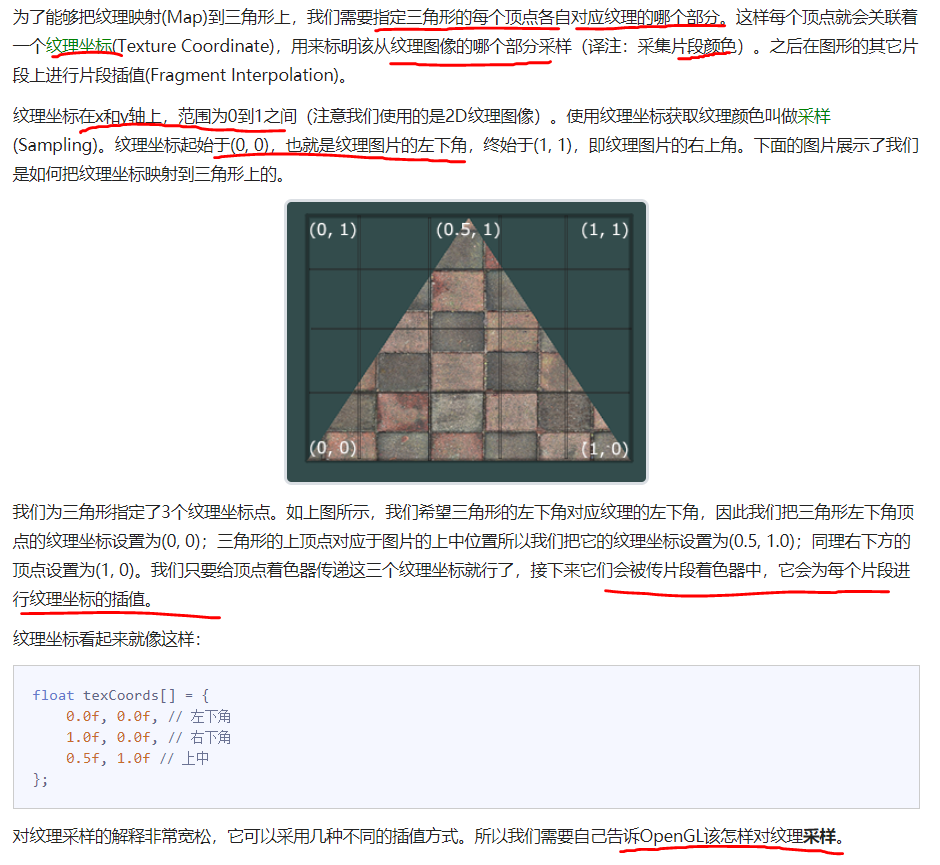 为了能够把纹理映射(Map)到三角形上，我们需要指定三角形的每个顶点各自对应纹理的哪个部分。这样每个顶点就会关联着
一个纹理坐标(Texture Coordinate)，用来标明该从纹理图像的哪个部分采样（译注：采集片段颜色）。之后在图形的其它片
段上进行片段插值(Fragment Interpolation)。
纹理坐标在x和y轴上，范围为0到1之间（注意我们使用的是2D纹理图像）。使用纹理坐标获取纹理颜色叫做采样
(Sampling)。纹理坐标起始于(0, 0)，也就是纹理图片的左下角，终始于(1, 1)，即纹理图片的右上角。下面的图片展示了我们
是如何把纹理坐标映射到三角形上的。
(0, 1) (0.5, 1) (1, 1)
(0, 0) (1, 0)
我们为三角形指定了3个纹理坐标点。如上图所示，我们希望三角形的左下角对应纹理的左下角，因此我们把三角形左下角顶
点的纹理坐标设置为(0, 0)；三角形的上顶点对应于图片的上中位置所以我们把它的纹理坐标设置为(0.5, 1.0)；同理右下方的
顶点设置为(1, 0)。我们只要给顶点着色器传递这三个纹理坐标就行了，接下来它们会被传片段着色器中，它会为每个片段进
行纹理坐标的插值。
纹理坐标看起来就像这样：
float texCoords[] = {
0.0f, 0.0f, // 左下角
1.0f, 0.0f, // 右下角
0.5f, 1.0f // 上中
};
对纹理采样的解释非常宽松，它可以采用几种不同的插值方式。所以我们需要自己告诉OpenGL该怎样对纹理采样。